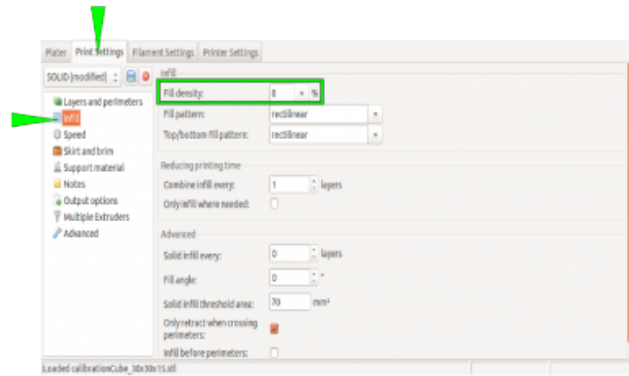 Plater Print Settings Filament Settings Printer Settings
SOLID (modified)
Infill
Fill density: 0 %
Layers and perimeters
Infill
Fill pattern: rectilinear
Speed
Top/bottom fill pattern: rectilinear
Skirt and brim
Support material
Reducing printing time
Notes
Combine infill every: 1 layers
Output options
Only infill where needed:
Multiple Extruders
Advanced
Advanced
Solid infill every: 0 layers
Fill angle: 0 °
Solid infill threshold area: 70 mm²
Only retract when crossing
perimeters:
Infill before perimeters:
Loaded calibrationCube_30x30x15.stl